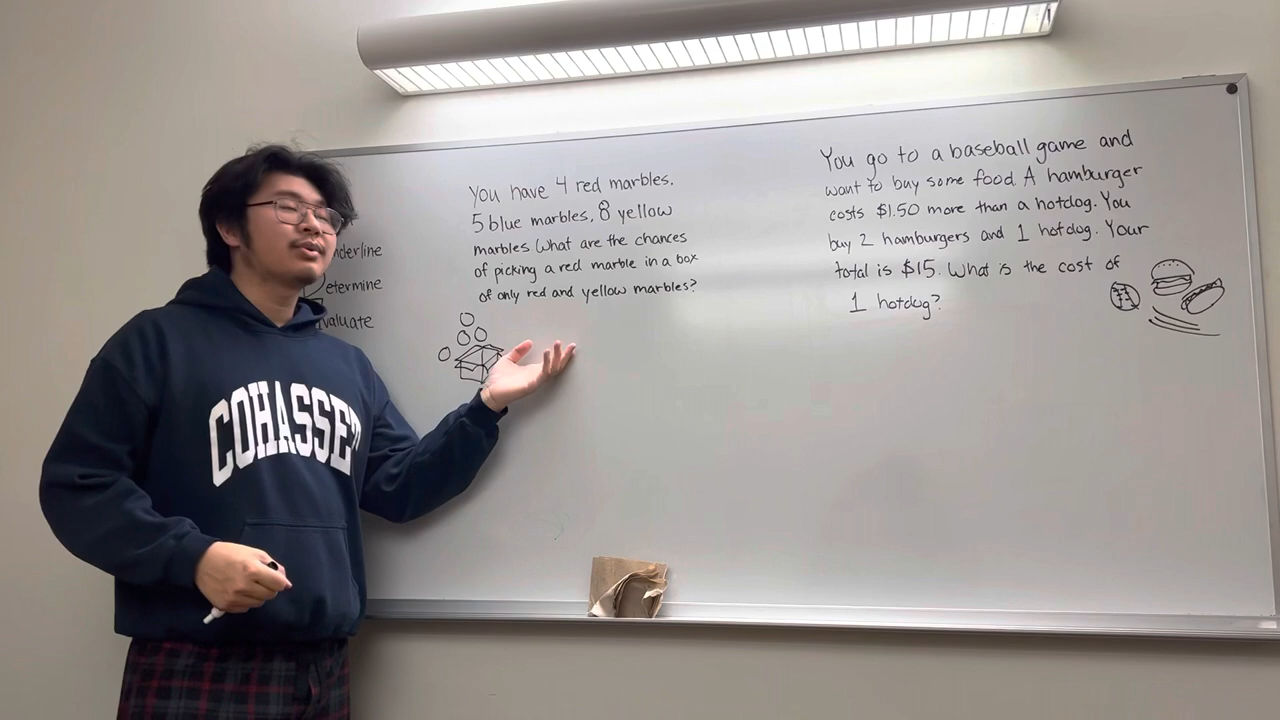 nderline
etermine
valuate
You have 4 red marbles.
5 blue marbles, 8 yellow
marbles What are the chances
of picking a red marble in a box
of only red and yellow marbles?
You go to a baseball game and
want to buy some food. A hamburger
costs $1.50 more than a hotdog. You
buy 2 hamburgers and 1 hotdog. Your
total is $15. What is the cost of
1 hotdog?
COHASSET